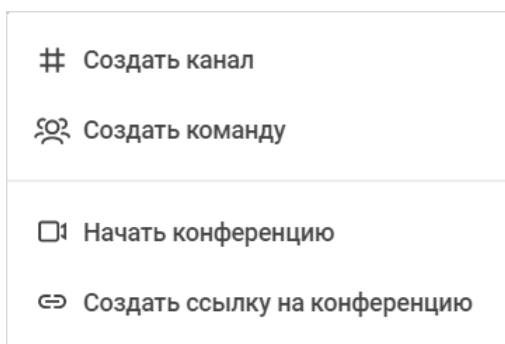 Создать канал
Создать команду
Начать конференцию
Создать ссылку на конференцию